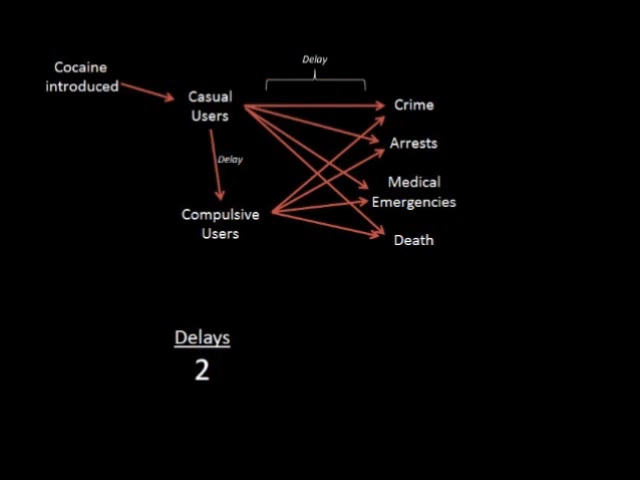 Delay
Cocaine
introduced
Casual
Users
Crime
Arrests
Delay
Medical
Emergencies
Compulsive
Users
Death
Delays
2